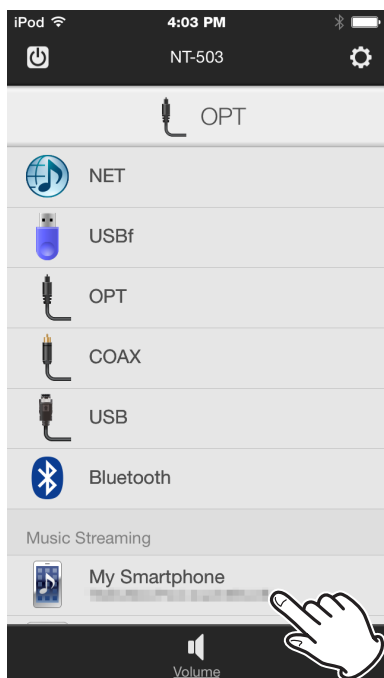 iPod 4:03 PM
NT-503
OPT
NET
USBf
OPT
COAX
USB
Bluetooth
Music Streaming
My Smartphone
Volume